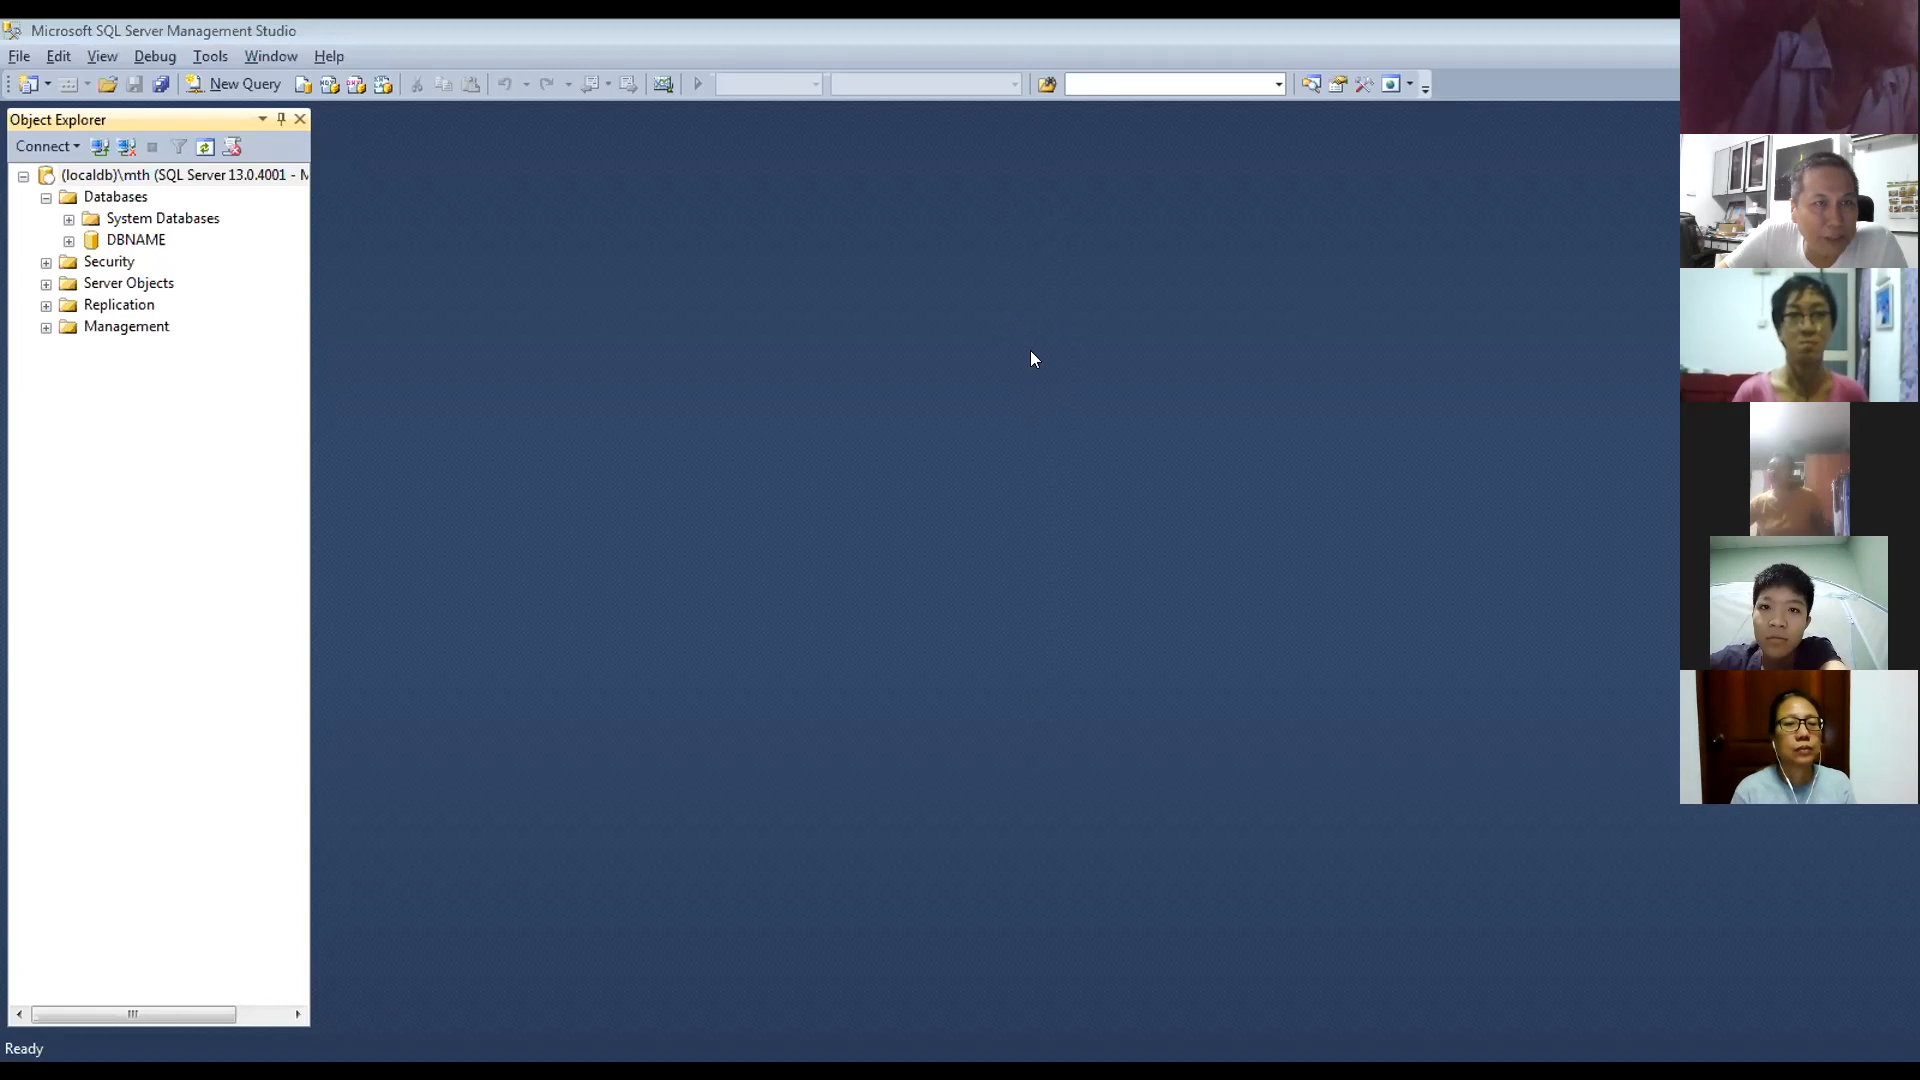 Microsoft SQL Server Management Studio
File Edit View Debug Tools Window Help
New Query
Object Explorer
Connect
(localdb)\mth (SQL Server 13.0.4001 - M
Databases
System Databases
DBNAME
Security
Server Objects
Replication
Management
Ready